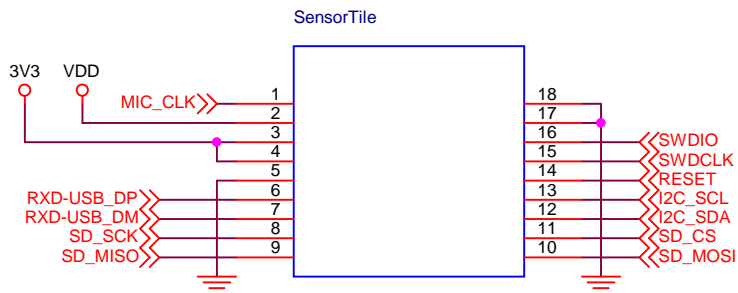 SensorTile
3V3 VDD
MIC_CLK 1 18
2 17
3 16 SWDIO
4 15 SWDCLK
5 14 RESET
RXD-USB_DP 6 13 I2C_SCL
RXD-USB_DM 7 12 I2C_SDA
SD_SCK 8 11 SD_CS
SD_MISO 9 10 SD_MOSI